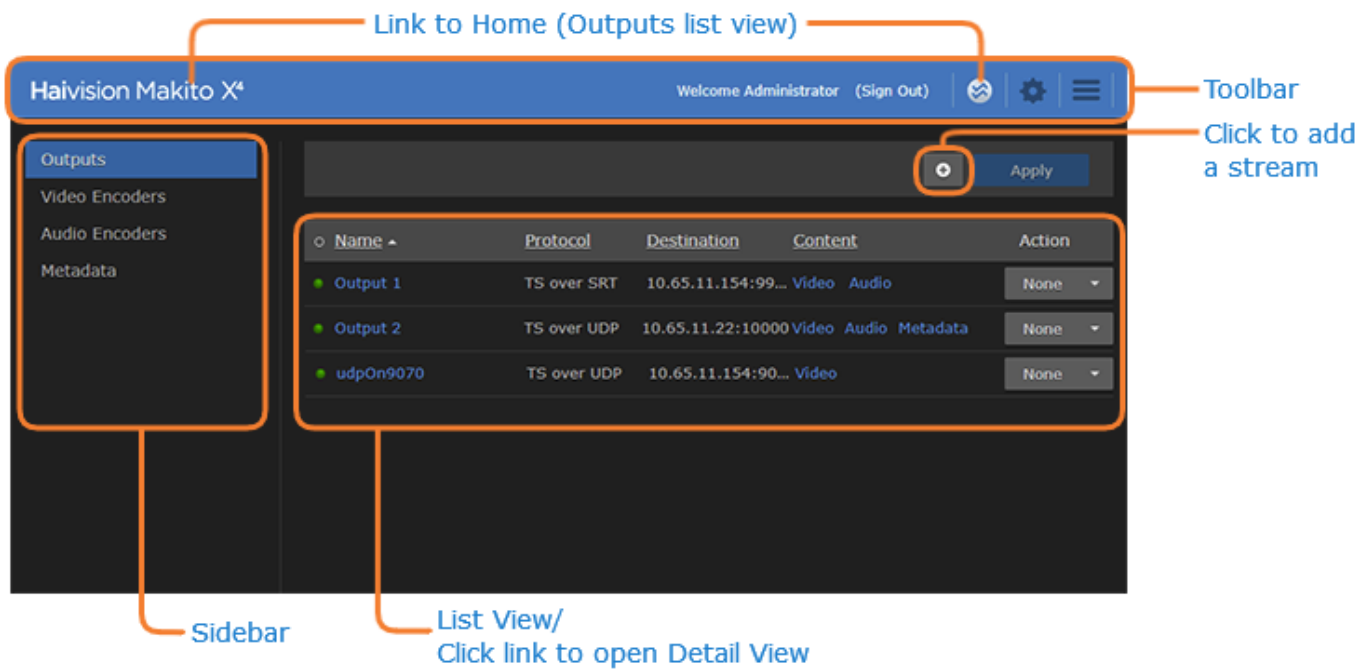 Link to Home (Outputs list view)
Haivision Makito X⁴
Welcome Administrator (Sign Out)
Toolbar
Click to add
a stream
Outputs
Video Encoders
Audio Encoders
Metadata
Apply
Name Protocol Destination Content Action
Output 1 TS over SRT 10.65.11.154:99... Video Audio None
Output 2 TS over UDP 10.65.11.22:10000 Video Audio Metadata None
udpOn9070 TS over UDP 10.65.11.154:90... Video None
Sidebar
List View/
Click link to open Detail View